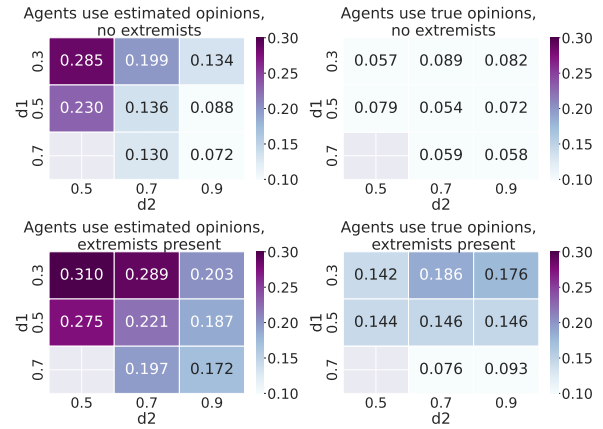 Agents use estimated opinions,
no extremists
0.3 0.285 0.199 0.134
0.5 0.230 0.136 0.088
0.7 0.130 0.072
d1
0.5 0.7 0.9
d2
0.30
0.25
0.20
0.15
0.10
Agents use true opinions,
no extremists
0.3 0.057 0.089 0.082
0.5 0.079 0.054 0.072
0.7 0.059 0.058
d1
0.5 0.7 0.9
d2
0.30
0.25
0.20
0.15
0.10
Agents use estimated opinions,
extremists present
0.3 0.310 0.289 0.203
0.5 0.275 0.221 0.187
0.7 0.197 0.172
d1
0.5 0.7 0.9
d2
0.30
0.25
0.20
0.15
0.10
Agents use true opinions,
extremists present
0.3 0.142 0.186 0.176
0.5 0.144 0.146 0.146
0.7 0.076 0.093
d1
0.5 0.7 0.9
d2
0.30
0.25
0.20
0.15
0.10